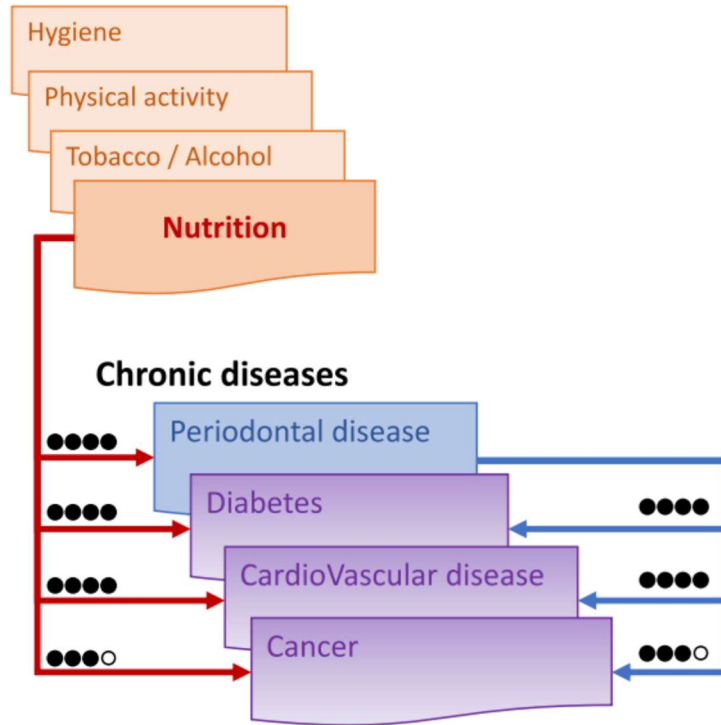 Hygiene
Physical activity
Tobacco / Alcohol
Nutrition
Chronic diseases
Periodontal disease
Diabetes
CardioVascular disease
Cancer